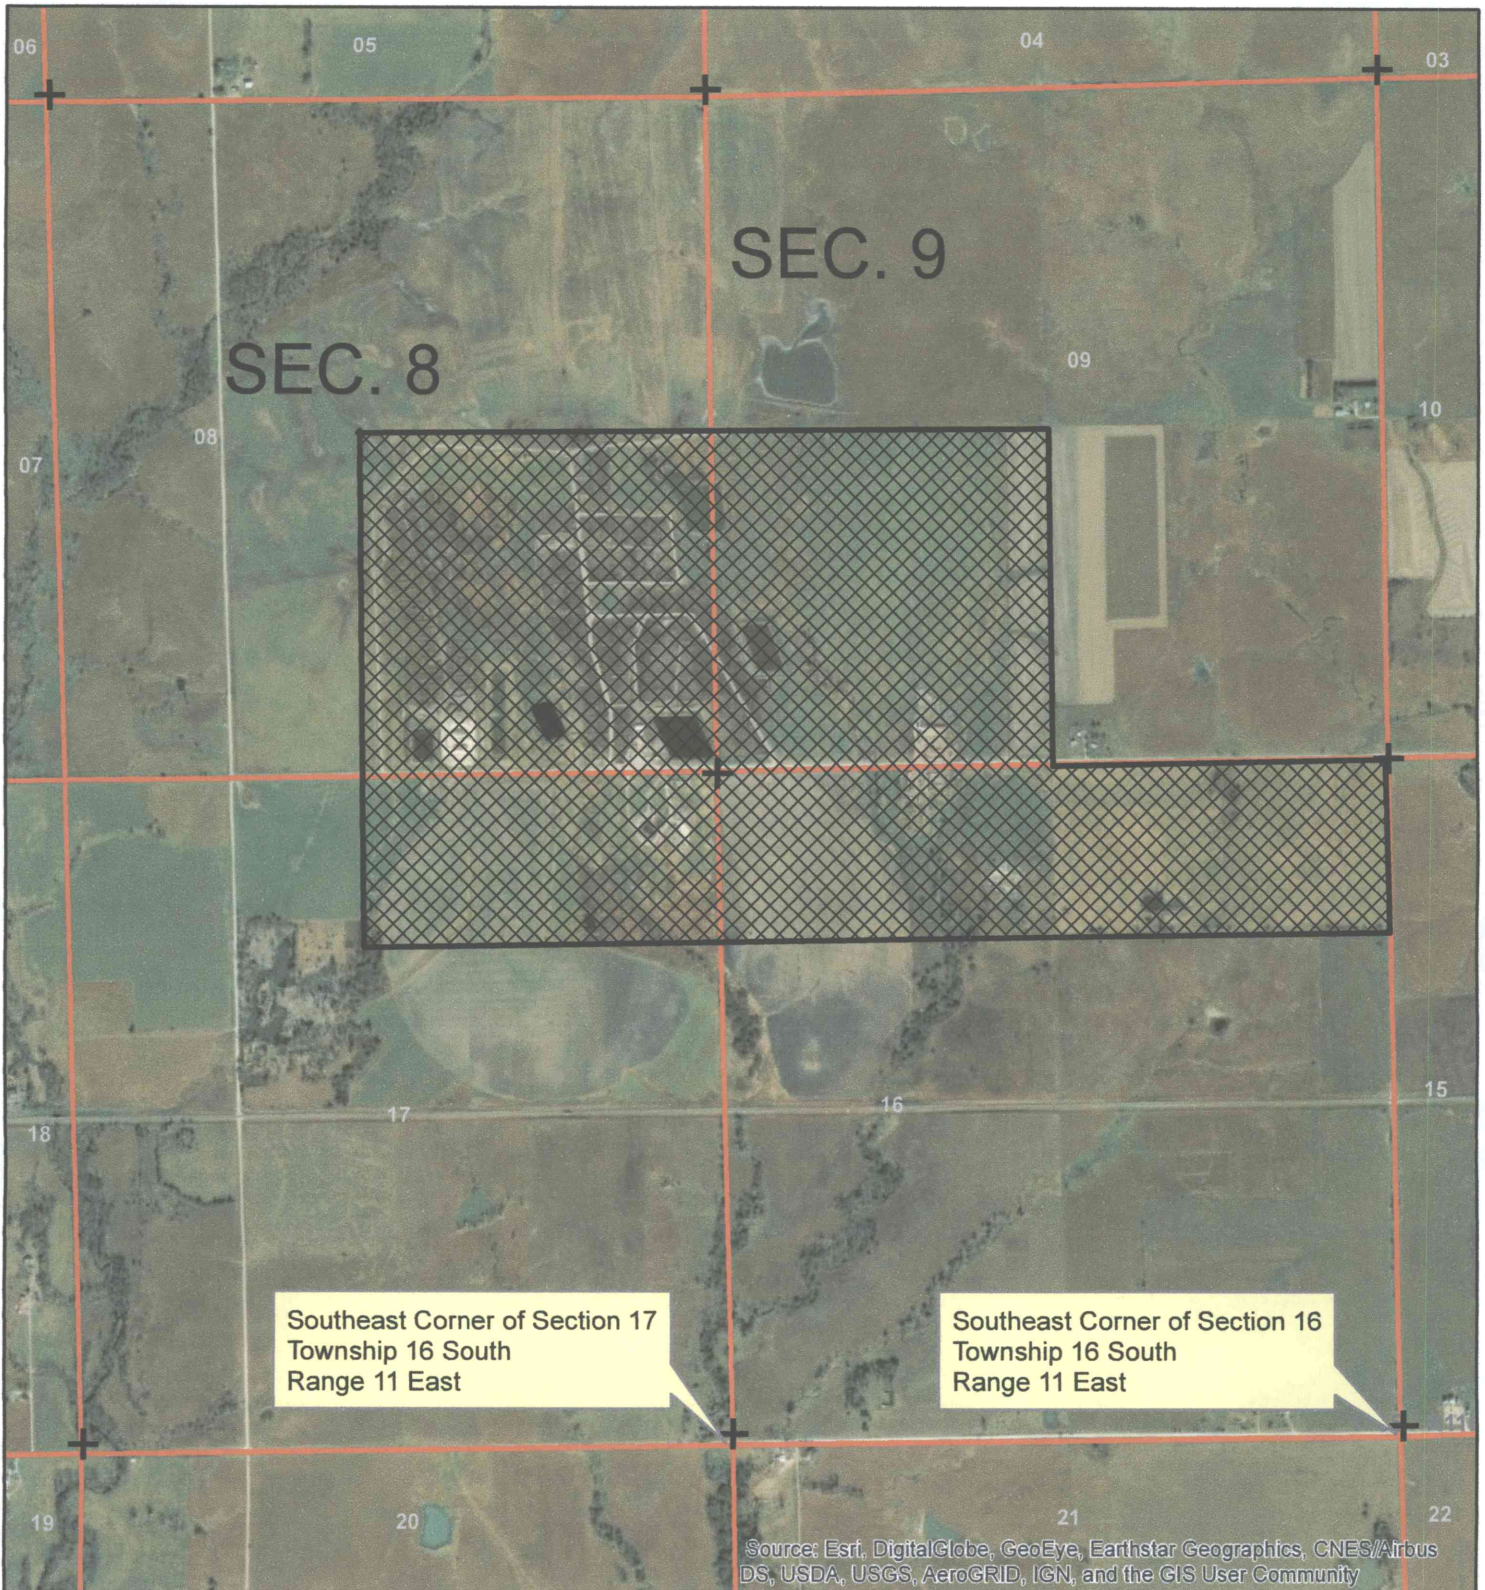 06
05
04
03
SEC. 9
SEC. 8
09
10
08
07
17
16
15
18
Southeast Corner of Section 17
Township 16 South
Range 11 East
Southeast Corner of Section 16
Township 16 South
Range 11 East
19
20
21
22
Source: Esri, DigitalGlobe, GeoEye, Earthstar Geographics, CNES/Airbus
DS, USDA, USGS, AeroGRID, IGN, and the GIS User Community